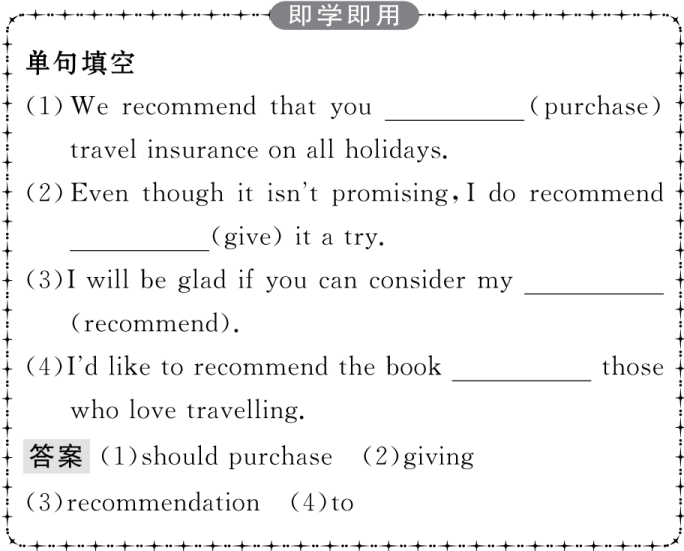 即学即用
单句填空
(1)We recommend that you __________(purchase)
travel insurance on all holidays.
(2)Even though it isn't promising,I do recommend
__________(give) it a try.
(3)I will be glad if you can consider my __________
(recommend).
(4)I'd like to recommend the book __________ those
who love travelling.
答案 (1)should purchase (2)giving
(3)recommendation (4)to